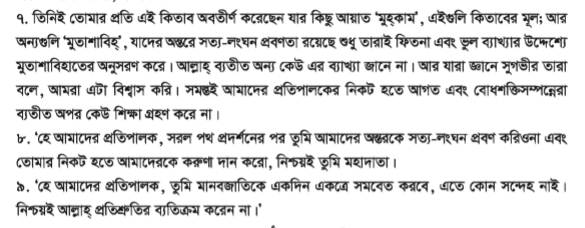 ৭. তিনিই তোমার প্রতি এই কিতাব অবতীর্ণ করেছেন যার কিছু আয়াত 'মুহ্‌কাম', এইগুলি কিতাবের মূল; আর
অন্যগুলি 'মুতাশাবিহ্', যাদের অন্তরে সত্য-লংঘন প্রবণতা রয়েছে শুধু তারাই ফিতনা এবং ভুল ব্যাখ্যার উদ্দেশ্যে
মুতাশাবিহাতের অনুসরণ করে। আল্লাহ্ ব্যতীত অন্য কেউ এর ব্যাখ্যা জানে না। আর যারা জ্ঞানে সুগভীর তারা
বলে, আমরা এটা বিশ্বাস করি। সমস্তই আমাদের প্রতিপালকের নিকট হতে আগত এবং বোধশক্তিসম্পন্নেরা
ব্যতীত অপর কেউ শিক্ষা গ্রহণ করে না।
৮. 'হে আমাদের প্রতিপালক, সরল পথ প্রদর্শনের পর তুমি আমাদের অন্তরকে সত্য-লংঘন প্রবণ করিওনা এবং
তোমার নিকট হতে আমাদেরকে করুণা দান করো, নিশ্চয়ই তুমি মহাদাতা।
৯. 'হে আমাদের প্রতিপালক, তুমি মানবজাতিকে একদিন একত্রে সমবেত করবে, এতে কোন সন্দেহ নাই।
নিশ্চয়ই আল্লাহ্ প্রতিশ্রুতির ব্যতিক্রম করেন না।'